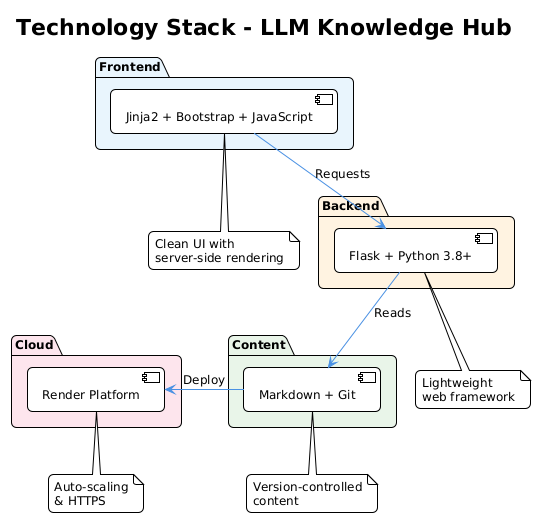 Technology Stack - LLM Knowledge Hub
Frontend
Jinja2 + Bootstrap + JavaScript
Requests
Backend
Clean UI with
server-side rendering
Flask + Python 3.8+
Reads
Cloud
Content
Render Platform
Deploy
Markdown + Git
Lightweight
web framework
Auto-scaling
& HTTPS
Version-controlled
content